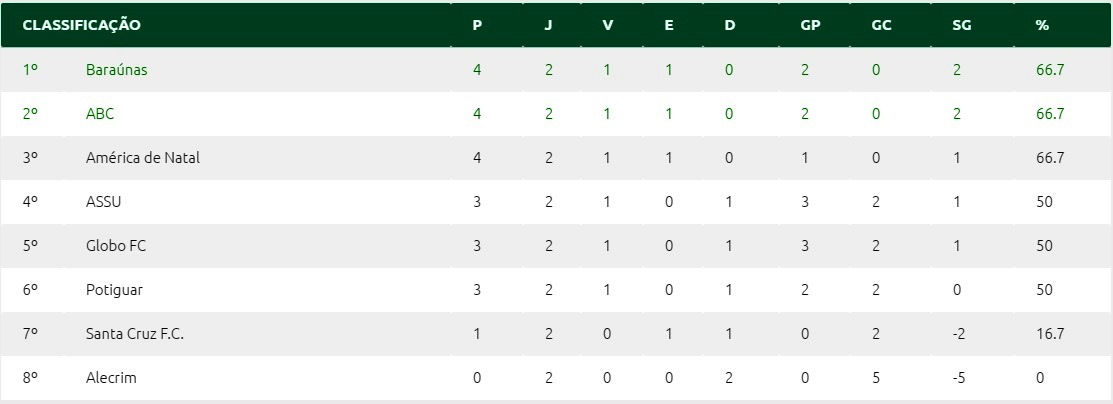 CLASSIFICAÇÃO P J V E D GP GC SG %
1º Baraúnas 4 2 1 1 0 2 0 2 66.7
2º ABC 4 2 1 1 0 2 0 2 66.7
3º América de Natal 4 2 1 1 0 1 0 1 66.7
4º ASSU 3 2 1 0 1 3 2 1 50
5º Globo FC 3 2 1 0 1 3 2 1 50
6º Potiguar 3 2 1 0 1 2 2 0 50
7º Santa Cruz F.C. 1 2 0 1 1 0 2 -2 16.7
8º Alecrim 0 2 0 0 2 0 5 -5 0